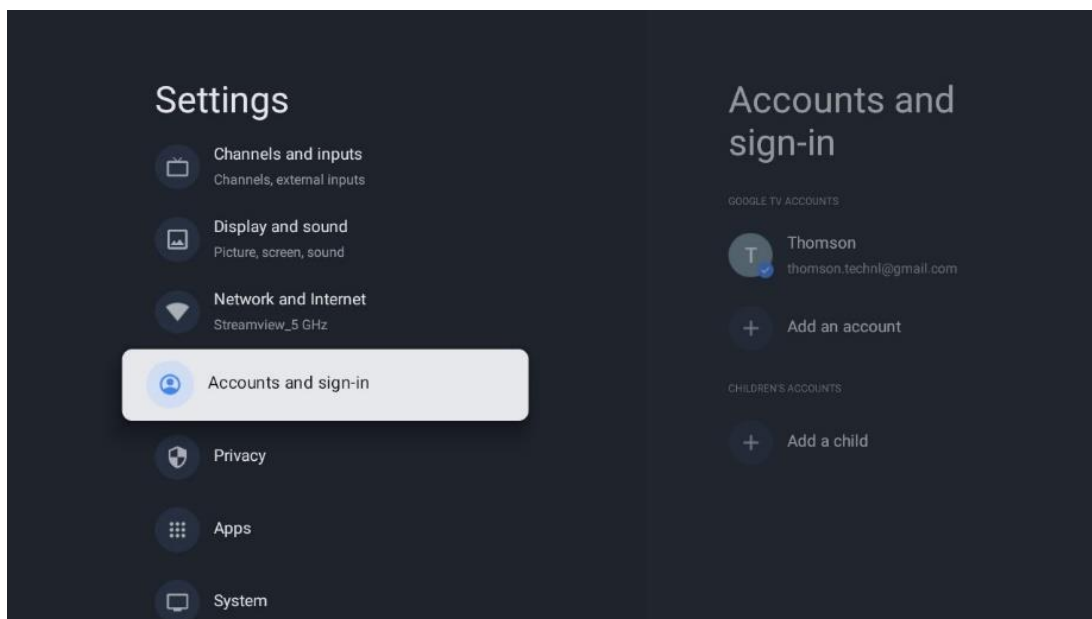 Settings
Channels and inputs
Channels, external inputs
Display and sound
Picture, screen, sound
Network and Internet
Streamview_5 GHz
Accounts and sign-in
Privacy
Apps
System
Accounts and
sign-in
GOOGLE TV ACCOUNTS
T
Thomson
thomson.technl@gmail.com
Add an account
CHILDREN'S ACCOUNTS
Add a child